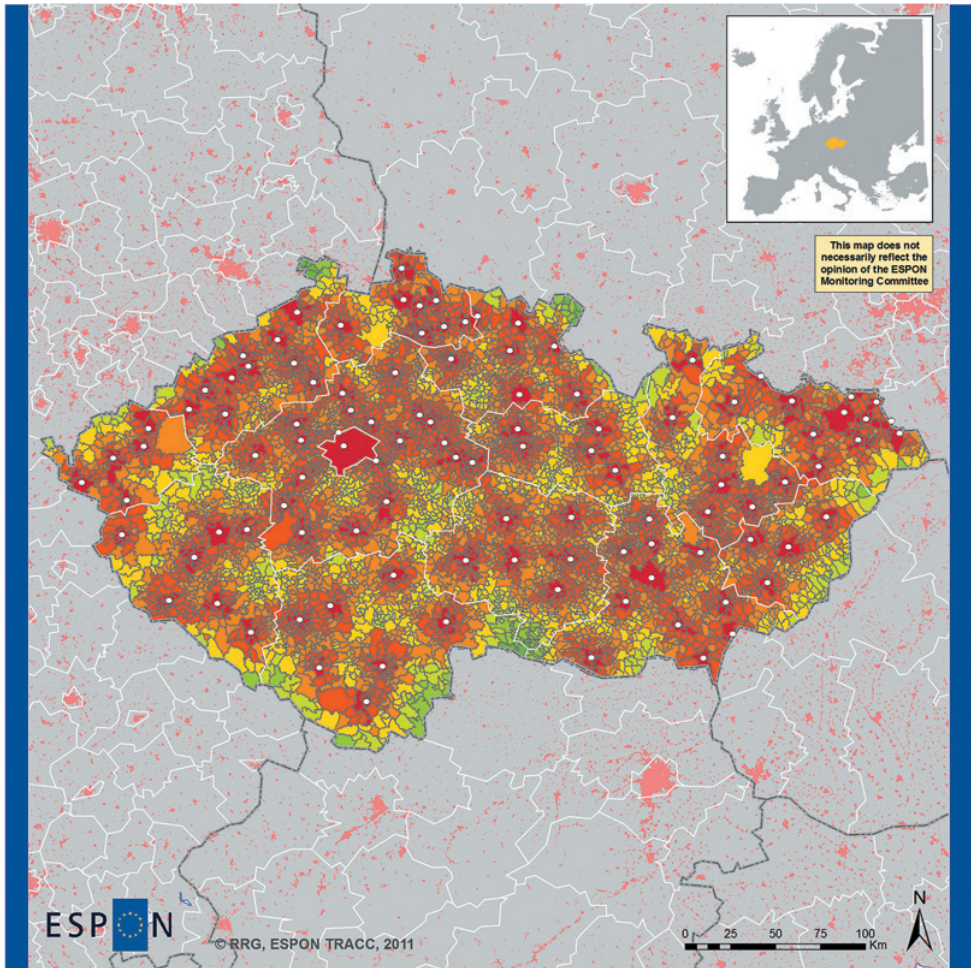 This map does not
necessarily reflect the
opinion of the ESPON
Monitoring Committee
ESPON
© RRG, ESPON TRACC, 2011
N
0 25 50 75 100
Km